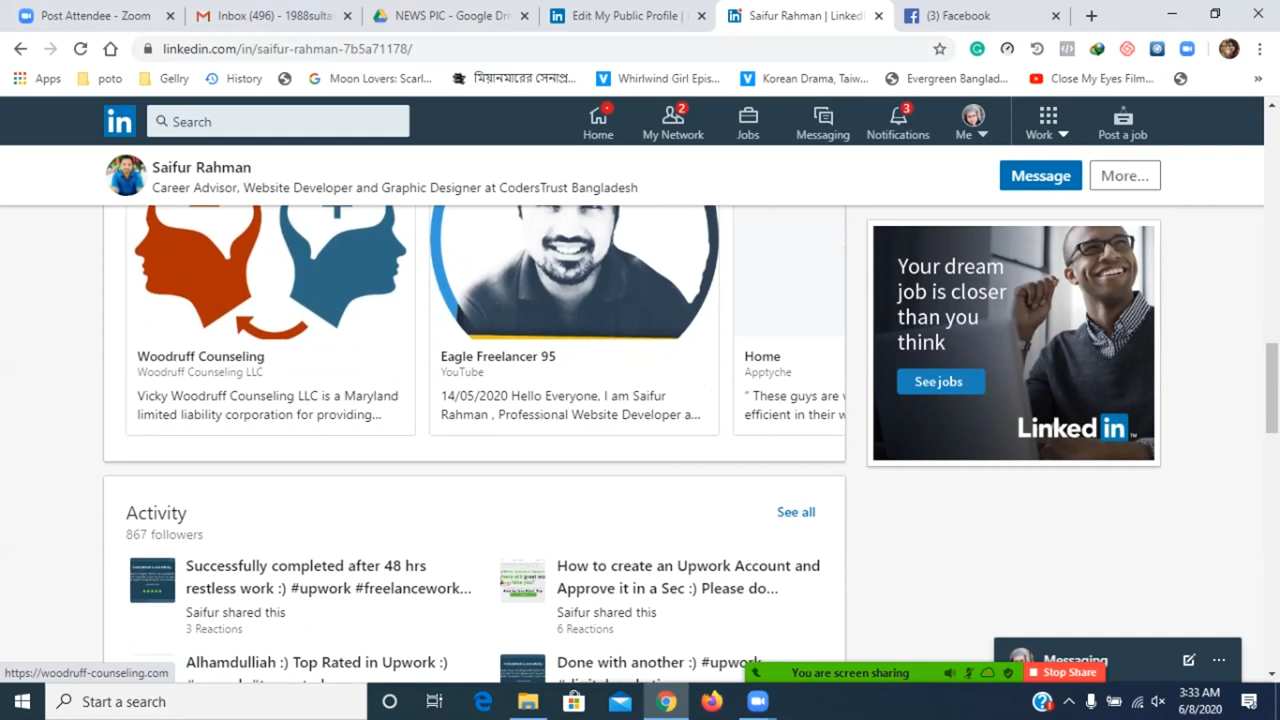 Post Attendee - Zoom
Inbox (496) - 1988sulta
NEWS PIC - Google Dr
Edit My Public Profile |
Saifur Rahman | Linked
(3) Facebook
linkedin.com/in/saifur-rahman-7b5a71178/
Apps
poto
Gellry
History
Moon Lovers: Scarl...
মিয়ানমারের সেনাপ্র...
Whirlwind Girl Epis...
Korean Drama, Taiw...
Evergreen Banglad...
Close My Eyes Film...
in
Search
Home
2
My Network
Jobs
Messaging
3
Notifications
Me
Work
Post a job
Saifur Rahman
Career Advisor, Website Developer and Graphic Designer at CodersTrust Bangladesh
Message
More...
Woodruff Counseling
Woodruff Counseling LLC
Vicky Woodruff Counseling LLC is a Maryland
limited liability corporation for providing...
Eagle Freelancer 95
YouTube
14/05/2020 Hello Everyone, I am Saifur
Rahman , Professional Website Developer a...
Home
Apptyche
" These guys are
efficient in their w
Your dream
job is closer
than you
think
See jobs
Linked in
Activity
See all
867 followers
Successfully completed after 48 hrs
restless work :) #upwork #freelancework...
Saifur shared this
3 Reactions
How to create an Upwork Account and
Approve it in a Sec :) Please do...
Saifur shared this
6 Reactions
Alhamdullah :) Top Rated in Upwork :)
Done with another :) #upwork
Messaging
https://woodruff-counseling.com
You are screen sharing
Stop Share
Start a search
3:33 AM
6/8/2020